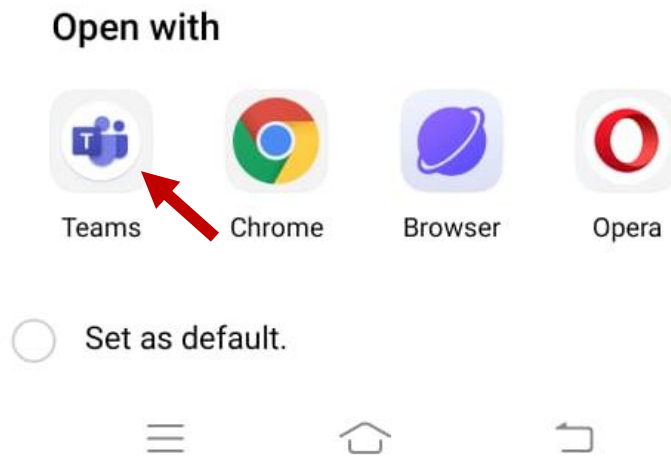 Open with
T
Teams Chrome Browser Opera
Set as default.